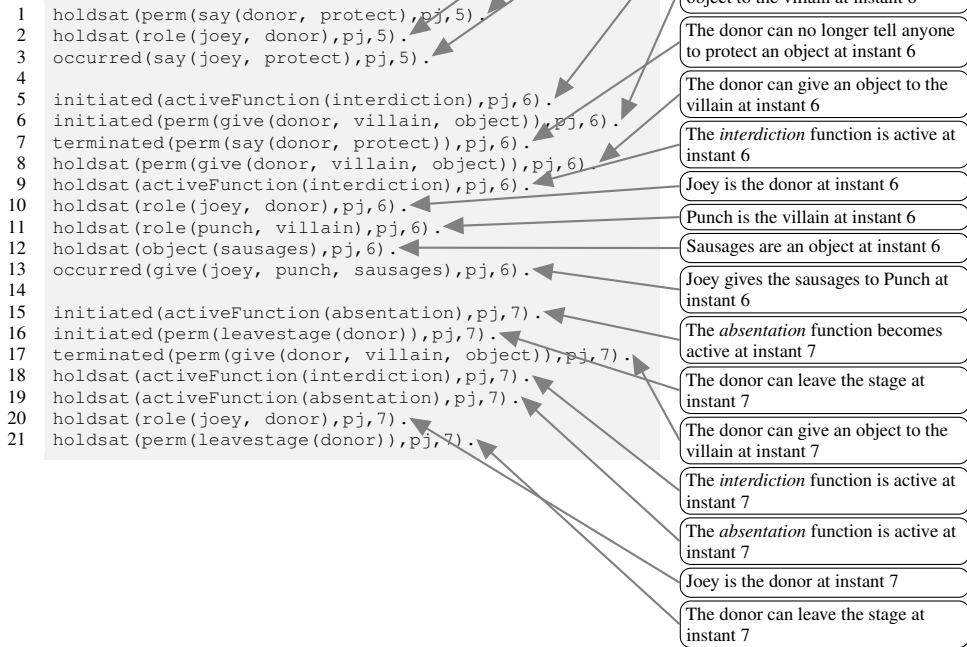 1 holdsat(perm(say(donor, protect),pj,5).
2 holdsat(role(joey, donor),pj,5).
3 occurred(say(joey, protect),pj,5).
4
5 initiated(activeFunction(interdiction),pj,6).
6 initiated(perm(give(donor, villain, object)),pj,6).
7 terminated(perm(say(donor, protect)),pj,6).
8 holdsat(perm(give(donor, villain, object)),pj,6).
9 holdsat(activeFunction(interdiction),pj,6).
10 holdsat(role(joey, donor),pj,6).
11 holdsat(role(punch, villain),pj,6).
12 holdsat(object(sausages),pj,6).
13 occurred(give(joey, punch, sausages),pj,6).
14
15 initiated(activeFunction(absentation),pj,7).
16 initiated(perm(leavestage(donor)),pj,7).
17 terminated(perm(give(donor, villain, object)),pj,7).
18 holdsat(activeFunction(interdiction),pj,7).
19 holdsat(activeFunction(absentation),pj,7).
20 holdsat(role(joey, donor),pj,7).
21 holdsat(perm(leavestage(donor)),pj,7).
The donor can no longer tell anyone
to protect an object at instant 6
The donor can give an object to the
villain at instant 6
The interdiction function is active at
instant 6
Joey is the donor at instant 6
Punch is the villain at instant 6
Sausages are an object at instant 6
Joey gives the sausages to Punch at
instant 6
The absentation function becomes
active at instant 7
The donor can leave the stage at
instant 7
The donor can give an object to the
villain at instant 7
The interdiction function is active at
instant 7
The absentation function is active at
instant 7
Joey is the donor at instant 7
The donor can leave the stage at
instant 7